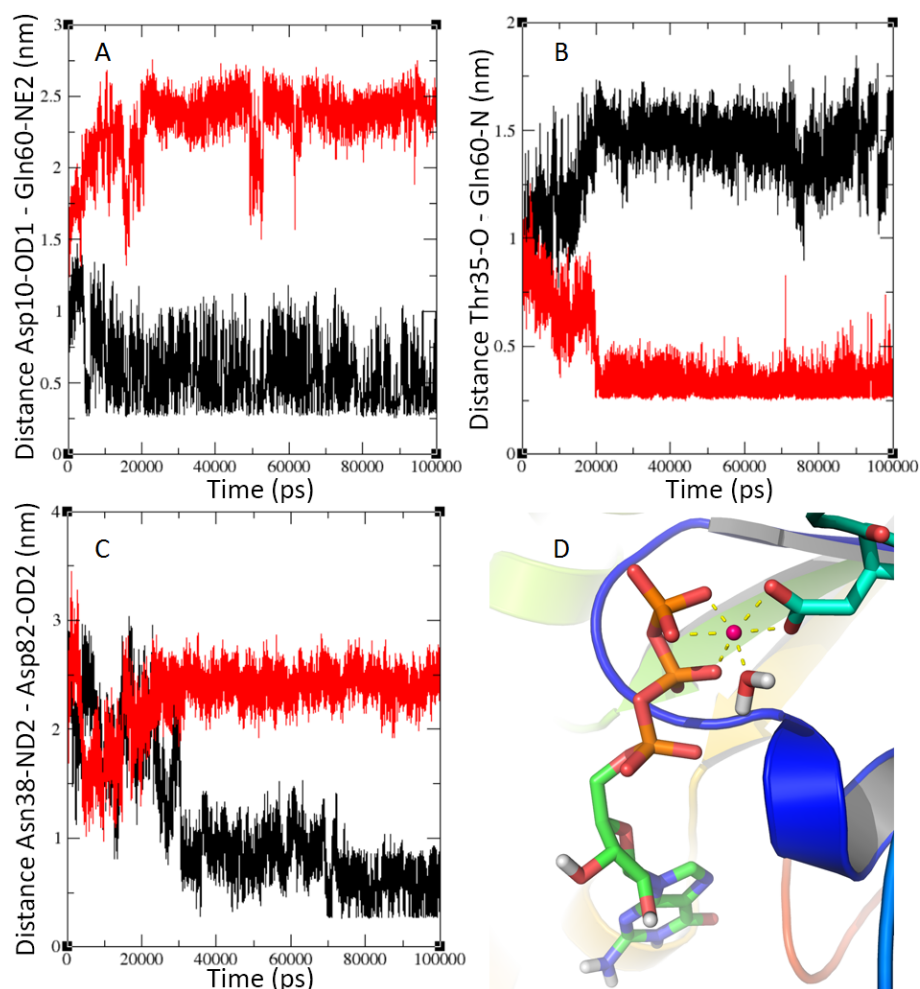 A
Distance Asp10-OD1 - Gln60-NE2 (nm)
3
2.5
2
1.5
1
0.5
0
0 20000 40000 60000 80000 100000
Time (ps)
B
Distance Thr35-O - Gln60-N (nm)
2
1.5
1
0.5
0
0 20000 40000 60000 80000 100000
Time (ps)
C
Distance Asn38-ND2 - Asp82-OD2 (nm)
4
3
2
1
0
0 20000 40000 60000 80000 100000
Time (ps)
D